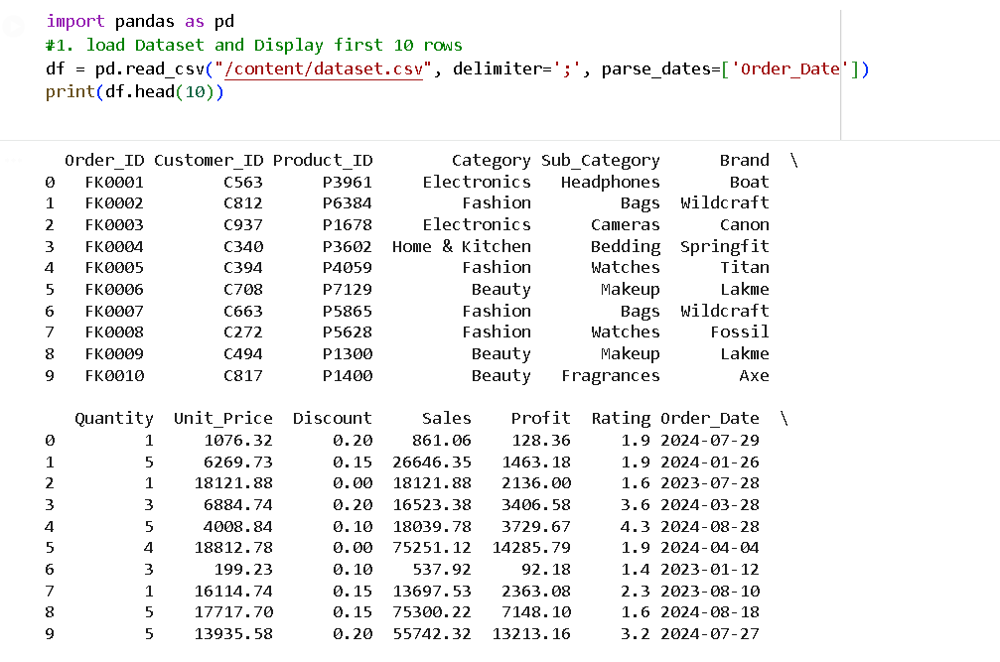 import pandas as pd
#1. load Dataset and Display first 10 rows
df = pd.read_csv("/content/dataset.csv", delimiter=';', parse_dates=['Order_Date'])
print(df.head(10))
Order_ID Customer_ID Product_ID Category Sub_Category Brand \
0 FK0001 C563 P3961 Electronics Headphones Boat
1 FK0002 C812 P6384 Fashion Bags Wildcraft
2 FK0003 C937 P1678 Electronics Cameras Canon
3 FK0004 C340 P3602 Home & Kitchen Bedding Springfit
4 FK0005 C394 P4059 Fashion Watches Titan
5 FK0006 C708 P7129 Beauty Makeup Lakme
6 FK0007 C663 P5865 Fashion Bags Wildcraft
7 FK0008 C272 P5628 Fashion Watches Fossil
8 FK0009 C494 P1300 Beauty Makeup Lakme
9 FK0010 C817 P1400 Beauty Fragrances Axe
Quantity Unit_Price Discount Sales Profit Rating Order_Date \
0 1 1076.32 0.20 861.06 128.36 1.9 2024-07-29
1 5 6269.73 0.15 26646.35 1463.18 1.9 2024-01-26
2 1 18121.88 0.00 18121.88 2136.00 1.6 2023-07-28
3 3 6884.74 0.20 16523.38 3406.58 3.6 2024-03-28
4 5 4008.84 0.10 18039.78 3729.67 4.3 2024-08-28
5 4 18812.78 0.00 75251.12 14285.79 1.9 2024-04-04
6 3 199.23 0.10 537.92 92.18 1.4 2023-01-12
7 1 16114.74 0.15 13697.53 2363.08 2.3 2023-08-10
8 5 17717.70 0.15 75300.22 7148.10 1.6 2024-08-18
9 5 13935.58 0.20 55742.32 13213.16 3.2 2024-07-27